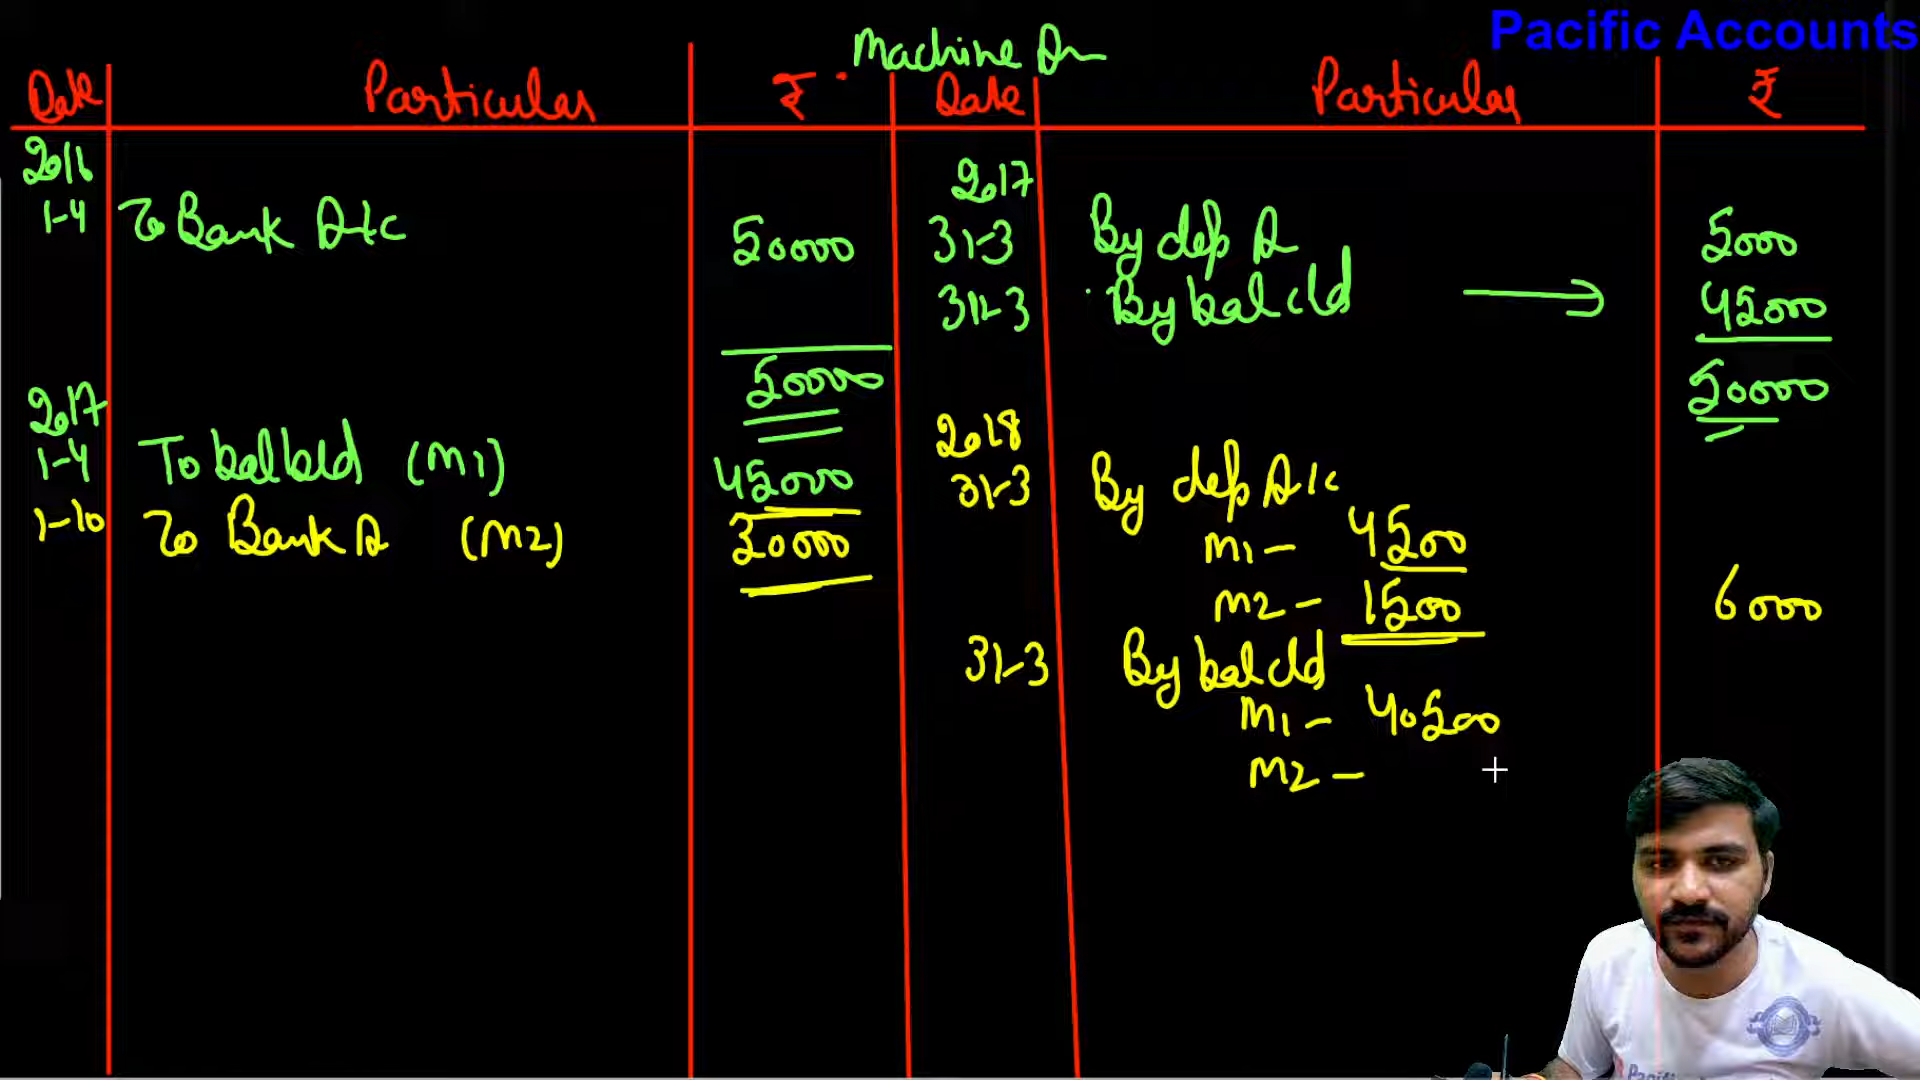 Pacific Accounts
Machine A
Date Particular ₹ Date Particular ₹
2016
1-4 To Bank A/c 50000
50000
2017
1-4 To bal b/d (M1) 45000
1-10 To Bank A (M2) 30000
2017
31-3 By dep A 5000
31-3 By bal c/d → 45000
50000
2018
31-3 By dep A/c
M1 - 4500
M2 - 1500 6000
31-3 By bal c/d
M1 - 40500
M2 -